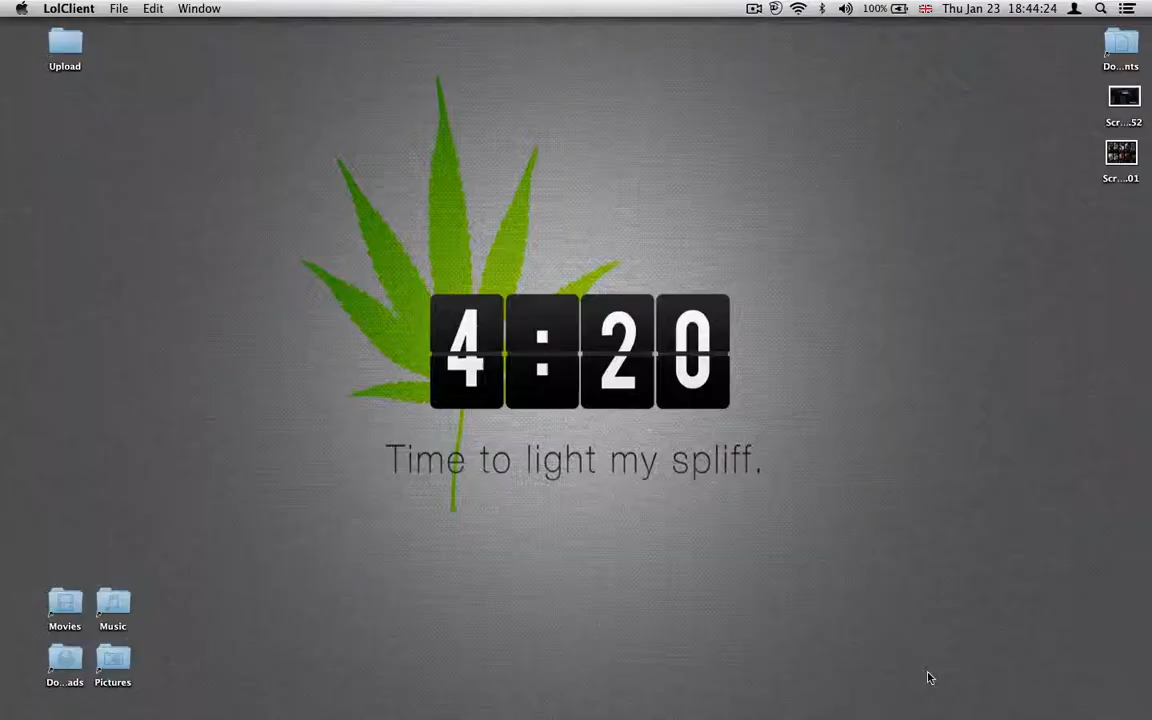 LolClient File Edit Window 100% Thu Jan 23 18:44:24
Upload
Do...nts
Scr....52
Scr....01
4:20
Time to light my spliff.
Movies Music
Do...ads Pictures